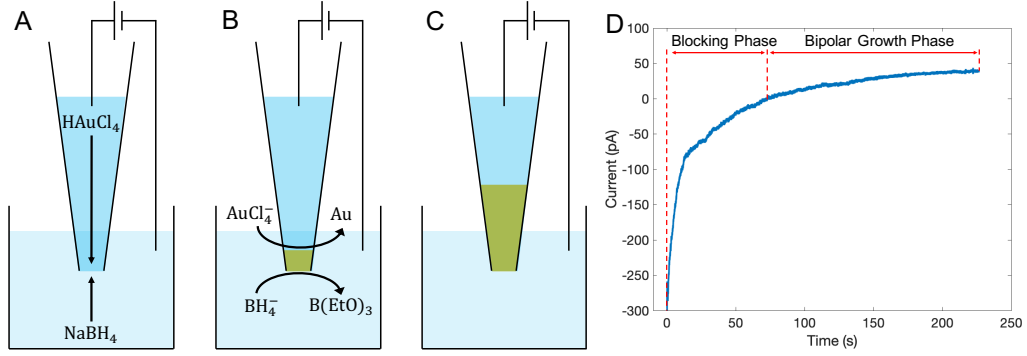 A
HAuCl₄
NaBH₄
B
AuCl₄⁻
Au
BH₄⁻
B(EtO)₃
C
D
Blocking Phase
Bipolar Growth Phase
Current (pA)
50
0
-50
-100
-150
-200
-250
-300
0
50
100
150
200
250
Time (s)